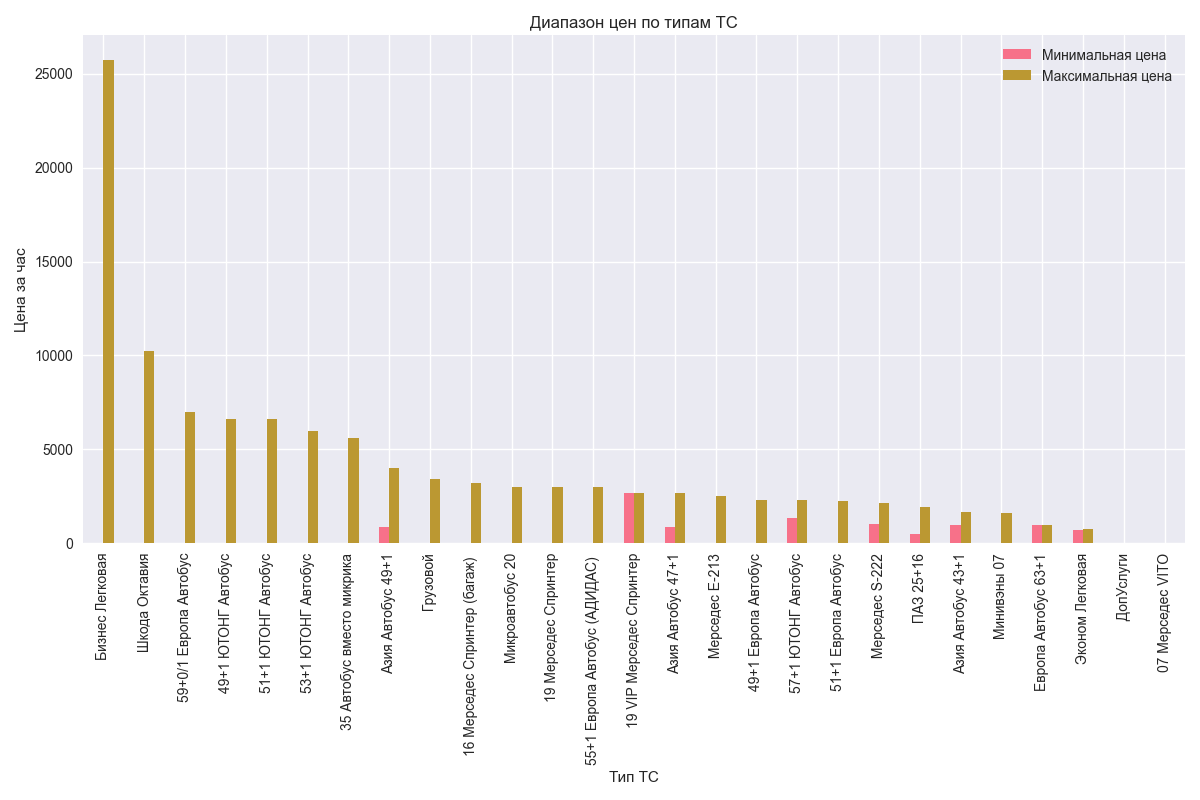 Диапазон цен по типам ТС
Минимальная цена
Максимальная цена
Цена за час
25000
20000
15000
10000
5000
0
Бизнес Легковая
Шкода Октавия
59+0/1 Европа Автобус
49+1 ЮТОНГ Автобус
51+1 ЮТОНГ Автобус
53+1 ЮТОНГ Автобус
35 Автобус вместо микрика
Азия Автобус 49+1
Грузовой
16 Мерседес Спринтер (багаж)
Микроавтобус 20
19 Мерседес Спринтер
55+1 Европа Автобус (АДИДАС)
19 VIP Мерседес Спринтер
Азия Автобус 47+1
Мерседес Е-213
49+1 Европа Автобус
57+1 ЮТОНГ Автобус
51+1 Европа Автобус
Мерседес S-222
ПАЗ 25+16
Азия Автобус 43+1
Минивэны 07
Европа Автобус 63+1
Эконом Легковая
ДопУслуги
07 Мерседес VITO
Тип ТС